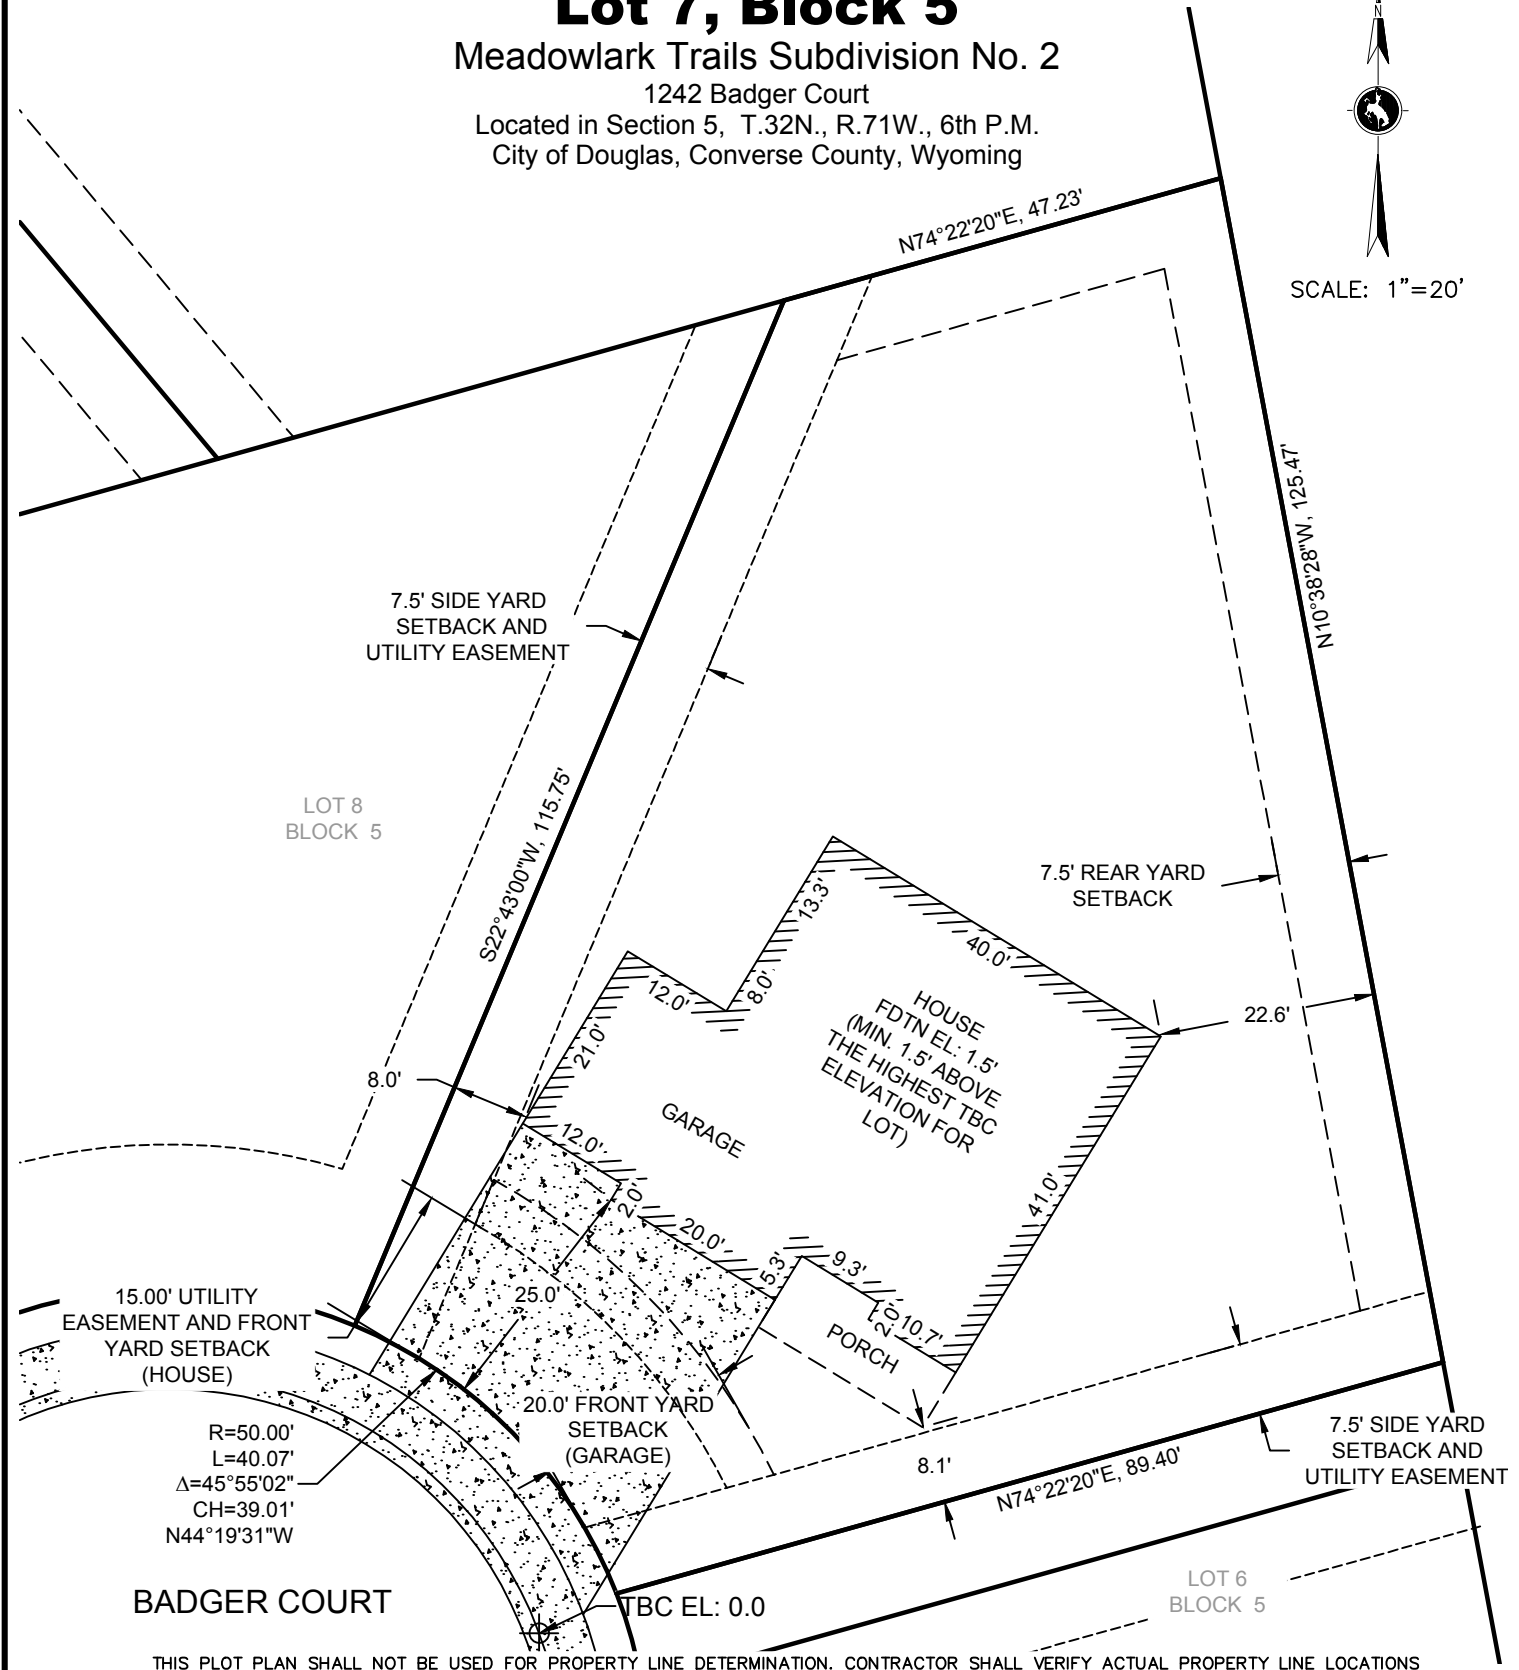 Lot 7, Block 5
Meadowlark Trails Subdivision No. 2
1242 Badger Court
Located in Section 5, T.32N., R.71W., 6th P.M.
City of Douglas, Converse County, Wyoming
N
SCALE: 1"=20'
N74°22'20"E, 47.23'
N10°38'28"W, 125.47'
7.5' SIDE YARD
SETBACK AND
UTILITY EASEMENT
S22°43'00"W, 115.75'
LOT 8
BLOCK 5
7.5' REAR YARD
SETBACK
13.3'
40.0'
12.0'
8.0'
HOUSE
FDTN EL: 1.5'
(MIN. 1.5' ABOVE
THE HIGHEST TBC
ELEVATION FOR
LOT)
22.6'
21.0'
8.0'
GARAGE
12.0'
2.0'
41.0'
20.0'
5.3'
9.3'
2.0'
10.7'
PORCH
25.0'
15.00' UTILITY
EASEMENT AND FRONT
YARD SETBACK
(HOUSE)
20.0' FRONT YARD
SETBACK
(GARAGE)
R=50.00'
L=40.07'
Δ=45°55'02"
CH=39.01'
N44°19'31"W
8.1'
N74°22'20"E, 89.40'
7.5' SIDE YARD
SETBACK AND
UTILITY EASEMENT
BADGER COURT
TBC EL: 0.0
LOT 6
BLOCK 5
THIS PLOT PLAN SHALL NOT BE USED FOR PROPERTY LINE DETERMINATION. CONTRACTOR SHALL VERIFY ACTUAL PROPERTY LINE LOCATIONS